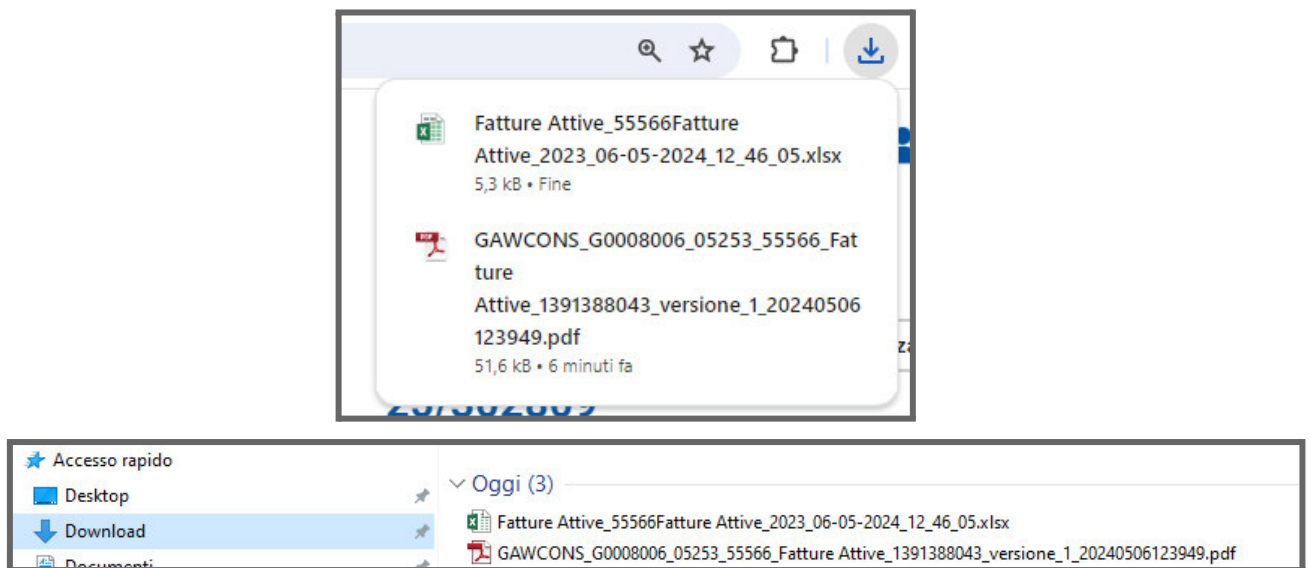 Fatture Attive_55566Fatture
Attive_2023_06-05-2024_12_46_05.xlsx
5,3 kB • Fine
GAWCONS_G0008006_05253_55566_Fat
ture
Attive_1391388043_versione_1_20240506
123949.pdf
51,6 kB • 6 minuti fa
Accesso rapido
Desktop
Download
Documenti
Oggi (3)
Fatture Attive_55566Fatture Attive_2023_06-05-2024_12_46_05.xlsx
GAWCONS_G0008006_05253_55566_Fatture Attive_1391388043_versione_1_20240506123949.pdf